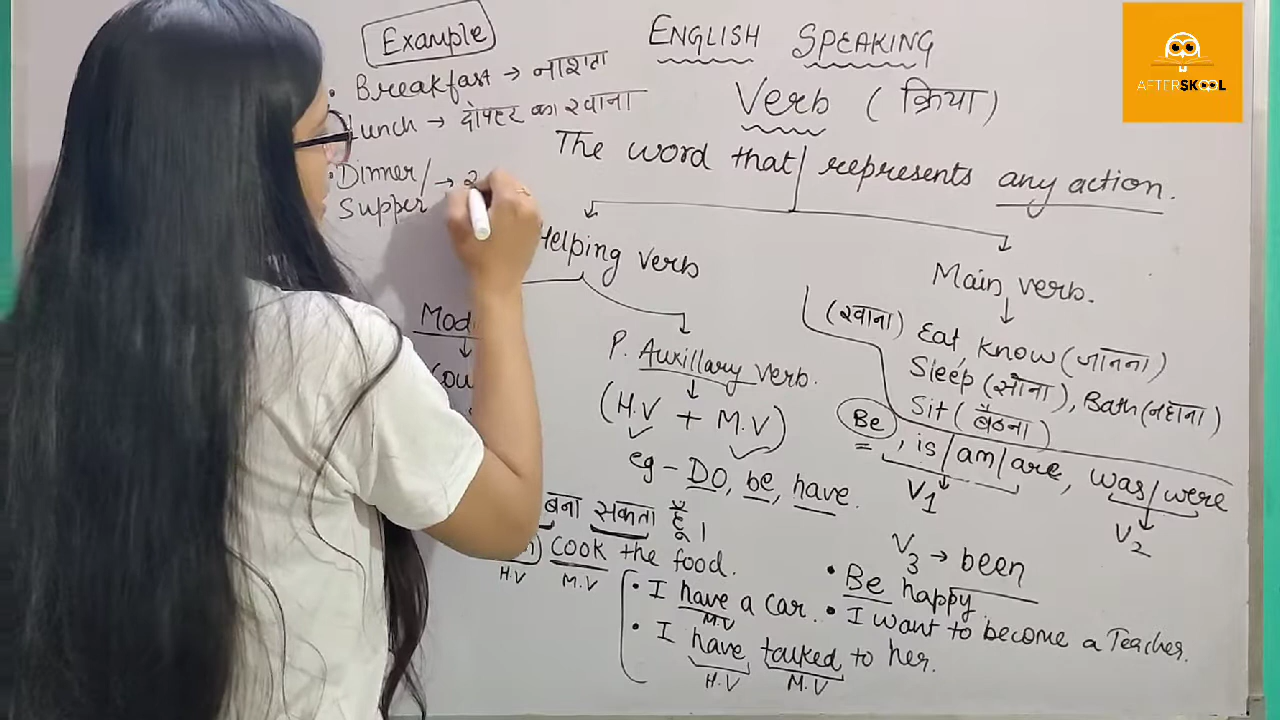 AFTERSKOOL
ENGLISH SPEAKING
Verb (क्रिया)
The word that represents any action.
Example
• Breakfast → नाश्ता
Lunch → दोपहर का खाना
• Dinner/ →
Supper
Helping verb
Main verb.
P. Auxillary verb.
(H.V + M.V)
eg - DO, be, have.
(खाना) Eat, know (जानना)
Sleep (सोना), Bath (नहाना)
Sit (बैठना)
Be, is/am/are, was/were
=
V1
V2
V3 → been
बना सकता हूँ।
cook the food.
H.V M.V
• I have a car.
M.V
• I have talked to her.
H.V M.V
• Be happy
• I want to become a Teacher.